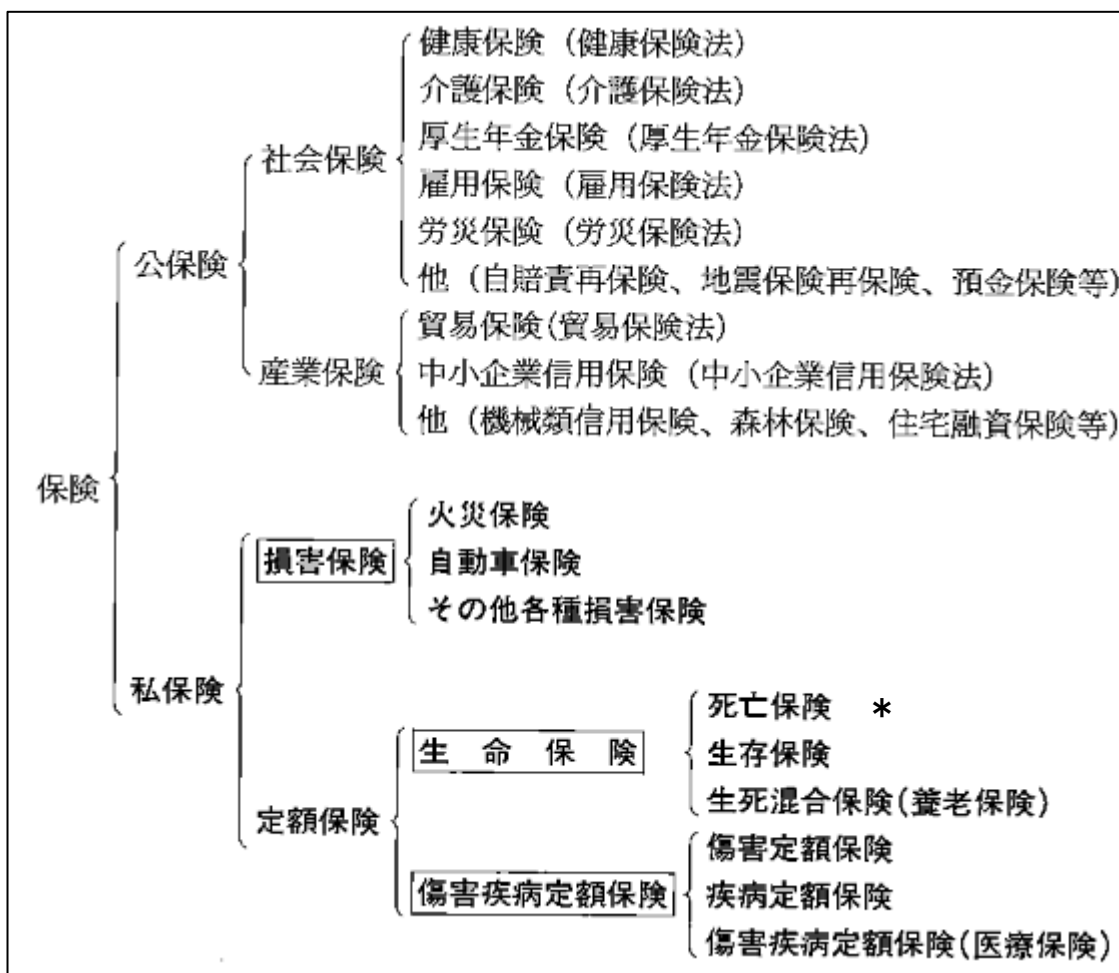 健康保険（健康保険法）
介護保険（介護保険法）
厚生年金保険（厚生年金保険法）
社会保険
雇用保険（雇用保険法）
労災保険（労災保険法）
公保険
他（自賠責再保険、地震保険再保険、預金保険等）
貿易保険(貿易保険法）
産業保険
中小企業信用保険（中小企業信用保険法）
他（機械類信用保険、森林保険、住宅融資保険等）
保険
火災保険
損害保険
自動車保険
その他各種損害保険
私保険
死亡保険 *
生命保険
生存保険
生死混合保険(養老保険)
定額保険
傷害定額保険
傷害疾病定額保険
疾病定額保険
傷害疾病定額保険(医療保険)